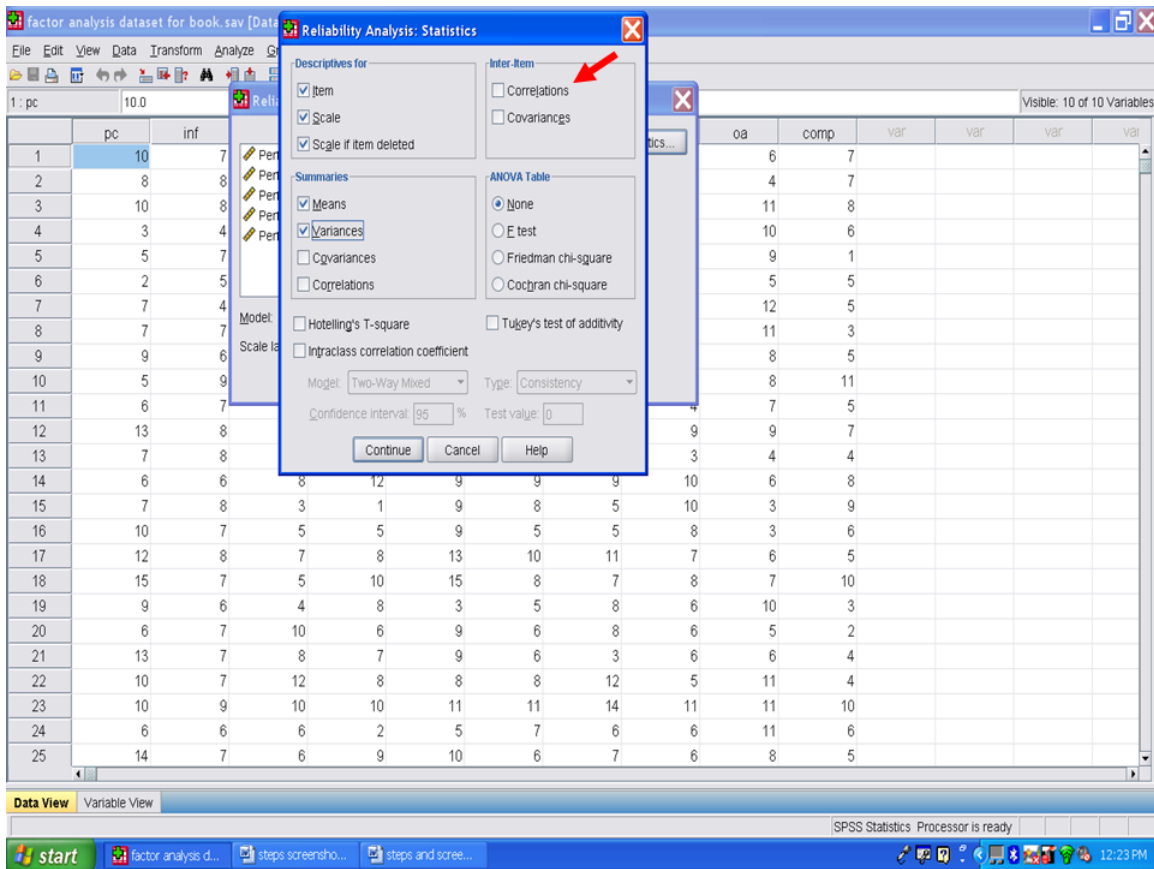 factor analysis dataset for book.sav [Data
File Edit View Data Transform Analyze
1 : pc 10.0 Visible: 10 of 10 Variables
Reliability Analysis: Statistics
Descriptives for
Item
Scale
Scale if item deleted
Inter-Item
Correlations
Covariances
Summaries
Means
Variances
Covariances
Correlations
ANOVA Table
None
F test
Friedman chi-square
Cochran chi-square
Hotelling's T-square
Tukey's test of additivity
Intraclass correlation coefficient
Model: Two-Way Mixed Type: Consistency
Confidence interval: 95 % Test value: 0
Continue Cancel Help
Model:
tics...
pc inf oa comp var var var var
1 10 7 6 7
2 8 8 4 7
3 10 8 11 8
4 3 4 10 6
5 5 7 9 1
6 2 5 5 5
7 7 4 12 5
8 7 7 11 3
9 9 6 8 5
10 5 9 8 11
11 6 7 7 5
12 13 8 9 9 7
13 7 8 3 4 4
14 6 6 8 12 9 9 9 10 6 8
15 7 8 3 1 9 8 5 10 3 9
16 10 7 5 5 9 5 5 8 3 6
17 12 8 7 8 13 10 11 7 6 5
18 15 7 5 10 15 8 7 8 7 10
19 9 6 4 8 3 5 8 6 10 3
20 6 7 10 6 9 6 8 6 5 2
21 13 7 8 7 9 6 3 6 6 4
22 10 7 12 8 8 8 12 5 11 4
23 10 9 10 10 11 11 14 11 11 10
24 6 6 6 2 5 7 6 6 11 6
25 14 7 6 9 10 6 7 6 8 5
Data View Variable View
SPSS Statistics Processor is ready
start factor analysis d... steps screensho... steps and scree... 12:23 PM